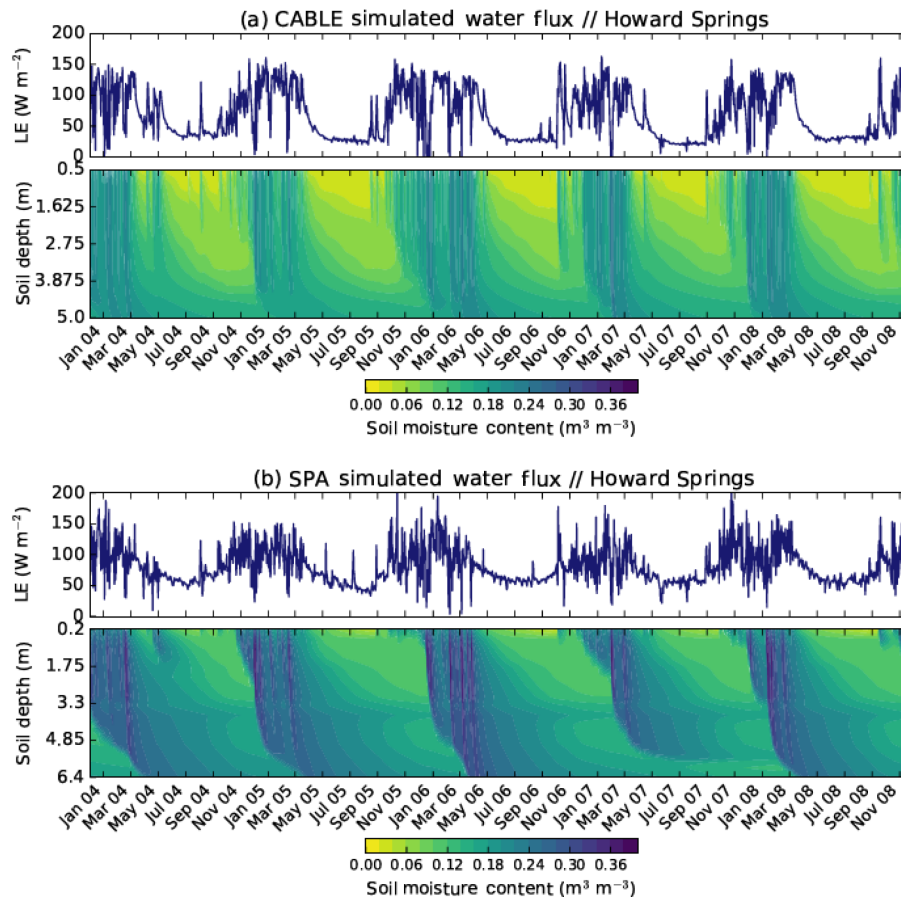 (a) CABLE simulated water flux // Howard Springs
LE (W m⁻²)
200
150
100
50
0
Soil depth (m)
0.5
1.625
2.75
3.875
5.0
Jan 04 Mar 04 May 04 Jul 04 Sep 04 Nov 04 Jan 05 Mar 05 May 05 Jul 05 Sep 05 Nov 05 Jan 06 Mar 06 May 06 Jul 06 Sep 06 Nov 06 Jan 07 Mar 07 May 07 Jul 07 Sep 07 Nov 07 Jan 08 Mar 08 May 08 Jul 08 Sep 08 Nov 08
0.00 0.06 0.12 0.18 0.24 0.30 0.36
Soil moisture content (m³ m⁻³)
(b) SPA simulated water flux // Howard Springs
LE (W m⁻²)
200
150
100
50
0
Soil depth (m)
0.2
1.75
3.3
4.85
6.4
Jan 04 Mar 04 May 04 Jul 04 Sep 04 Nov 04 Jan 05 Mar 05 May 05 Jul 05 Sep 05 Nov 05 Jan 06 Mar 06 May 06 Jul 06 Sep 06 Nov 06 Jan 07 Mar 07 May 07 Jul 07 Sep 07 Nov 07 Jan 08 Mar 08 May 08 Jul 08 Sep 08 Nov 08
0.00 0.06 0.12 0.18 0.24 0.30 0.36
Soil moisture content (m³ m⁻³)